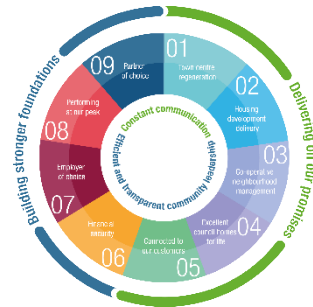 Building stronger foundations
Delivering on our promises
Constant communication
Efficient and transparent community leadership
01
Town centre
regeneration
02
Housing
development
delivery
03
Co-operative
neighbourhood
management
04
Excellent
council homes
for life
05
Connected to
our customers
06
Financial
security
07
Employer
of choice
08
Performing
at our peak
09
Partner
of choice